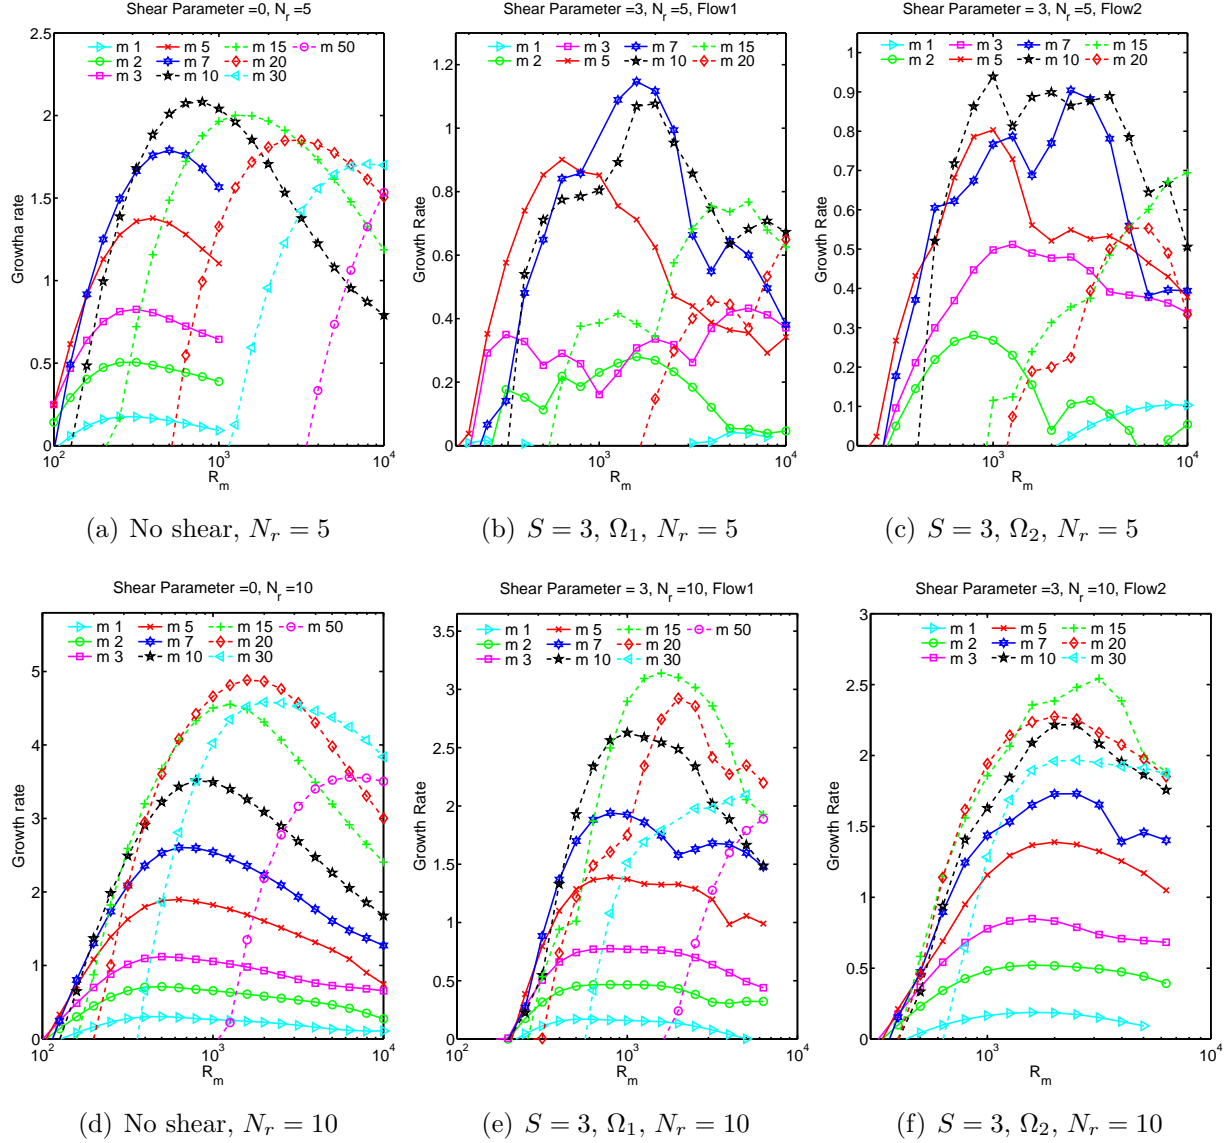 Shear Parameter =0, N_r =5
m 1 m 5 m 15 m 50
m 2 m 7 m 20
m 3 m 10 m 30
Growtha rate
2.5
2
1.5
1
0.5
0
10^2 10^3 10^4
R_m
(a) No shear, N_r = 5
Shear Parameter =3, N_r =5, Flow1
m 1 m 3 m 7 m 15
m 2 m 5 m 10 m 20
Growth Rate
1.2
1
0.8
0.6
0.4
0.2
0
10^3 10^4
R_m
(b) S = 3, Ω_1, N_r = 5
Shear Parameter = 3, N_r =5, Flow2
m 1 m 3 m 7 m 15
m 2 m 5 m 10 m 20
Growth Rate
1
0.9
0.8
0.7
0.6
0.5
0.4
0.3
0.2
0.1
0
10^3 10^4
R_m
(c) S = 3, Ω_2, N_r = 5
Shear Parameter =0, N_r =10
m 1 m 5 m 15 m 50
m 2 m 7 m 20
m 3 m 10 m 30
Growth rate
5
4
3
2
1
0
10^2 10^3 10^4
R_m
(d) No shear, N_r = 10
Shear Parameter = 3, N_r =10, Flow1
m 1 m 5 m 15 m 50
m 2 m 7 m 20
m 3 m 10 m 30
Growth Rate
3.5
3
2.5
2
1.5
1
0.5
0
10^2 10^3 10^4
R_m
(e) S = 3, Ω_1, N_r = 10
Shear Parameter =3, N_r =10, Flow2
m 1 m 5 m 15
m 2 m 7 m 20
m 3 m 10 m 30
Growth Rate
3
2.5
2
1.5
1
0.5
0
10^3 10^4
R_m
(f) S = 3, Ω_2, N_r = 10